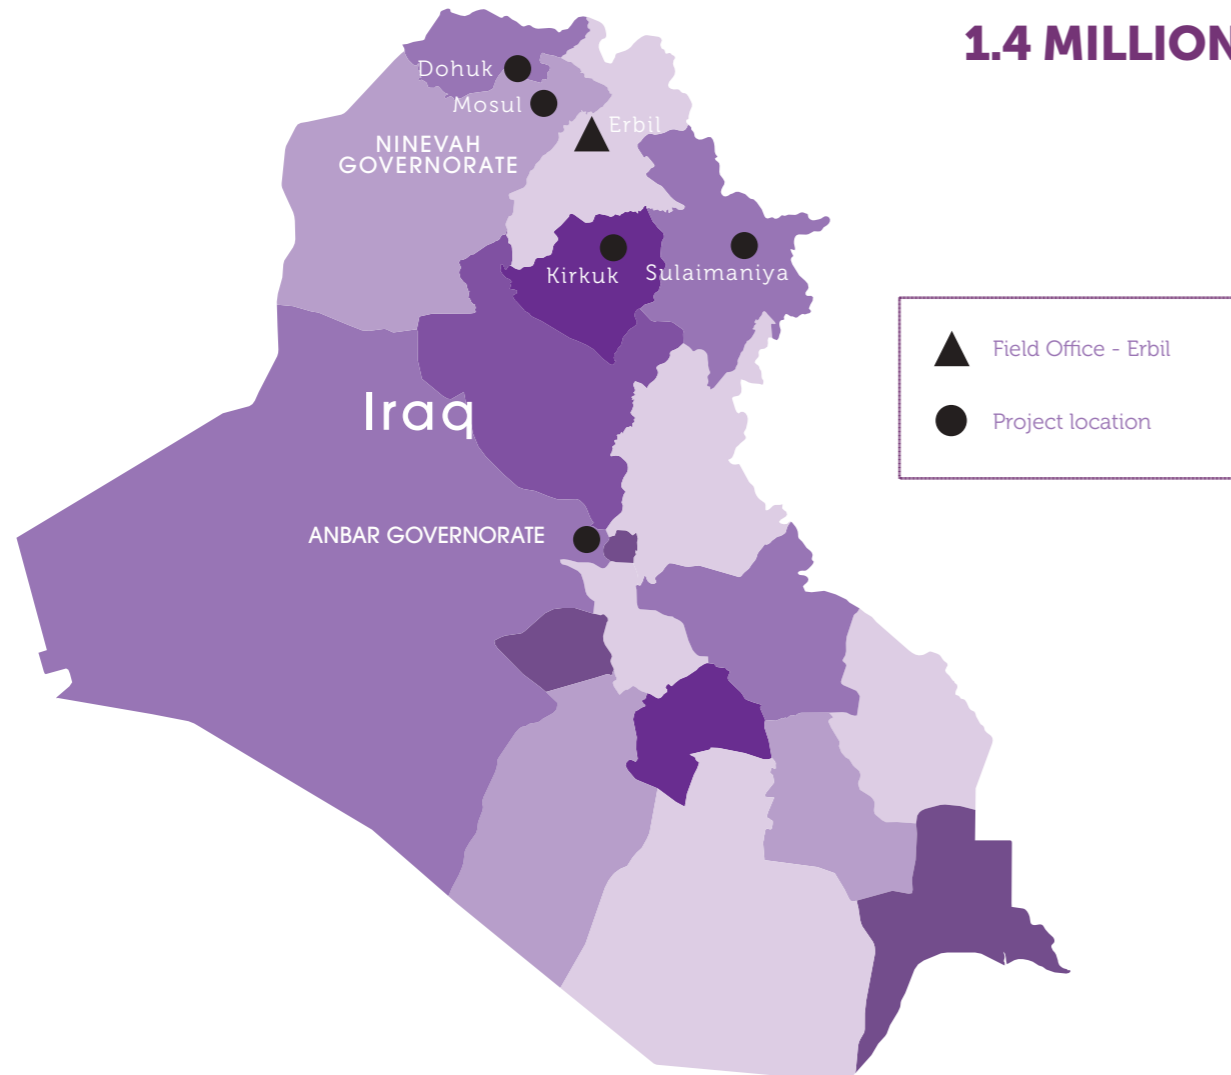 1.4 MILLION
Dohuk
Mosul
Erbil
NINEVAH
GOVERNORATE
Kirkuk
Sulaimaniya
Field Office - Erbil
Iraq
Project location
ANBAR GOVERNORATE